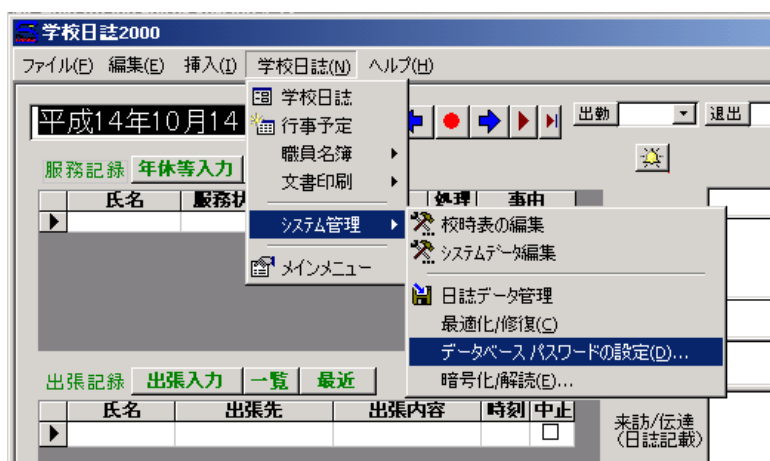 学校日誌2000
ファイル(F) 編集(E) 挿入(I) 学校日誌(N) ヘルプ(H)
平成14年10月14
出勤
退出
学校日誌
行事予定
職員名簿
文書印刷
システム管理
メインメニュー
校時表の編集
システムデータ編集
日誌データ管理
最適化/修復(C)
データベース パスワードの設定(D)...
暗号化/解読(E)...
服務記録 年休等入力
氏名 服務状 処理 事由
出張記録 出張入力 一覧 最近
氏名 出張先 出張内容 時刻 中止
来訪/伝達
(日誌記載)